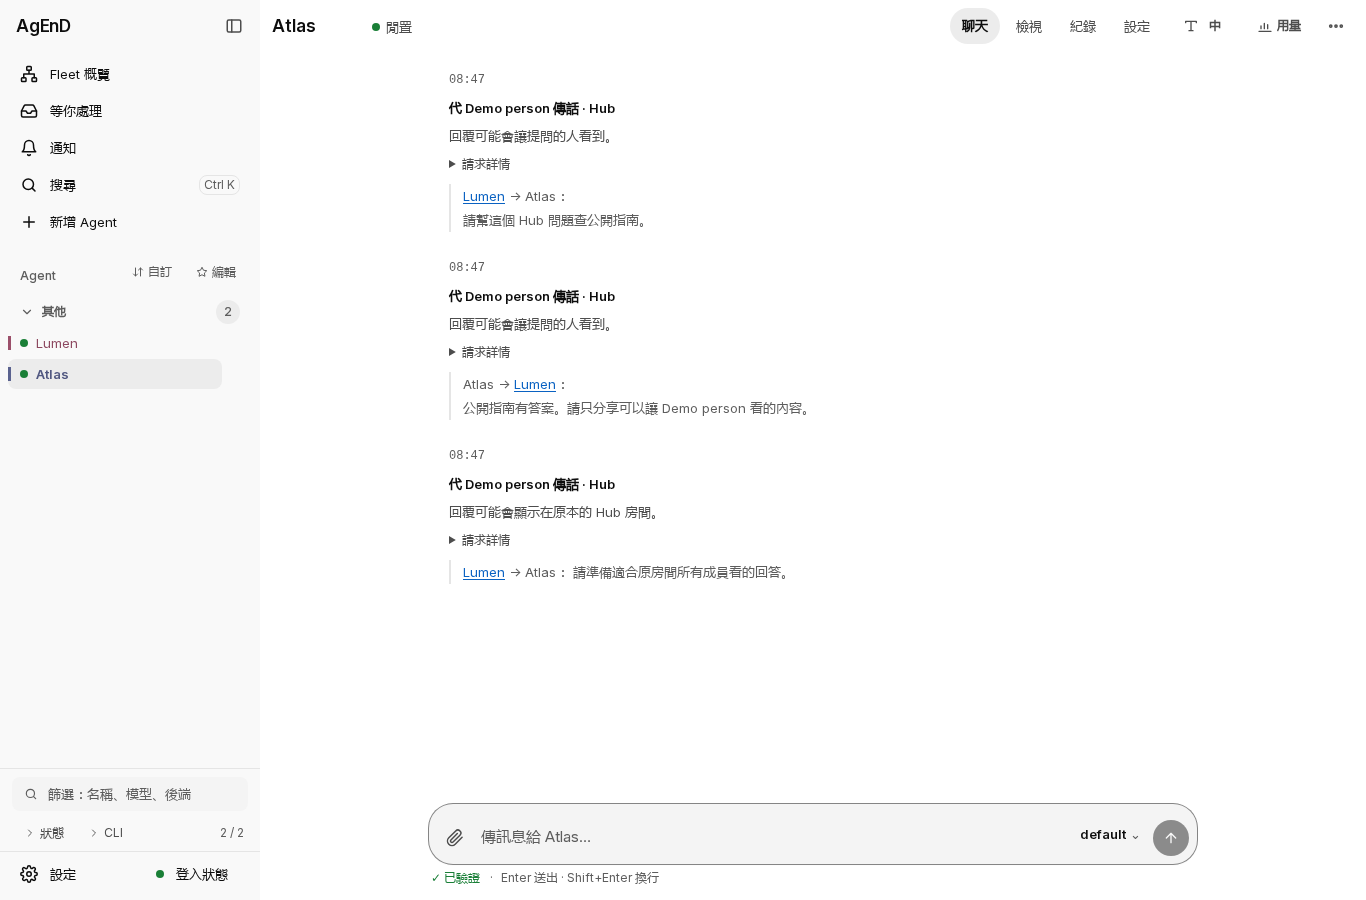 AgEnD
Fleet 概覽
等你處理
通知
搜尋 Ctrl K
新增 Agent
Agent 自訂 編輯
其他 2
Lumen
Atlas
篩選：名稱、模型、後端
狀態 CLI 2 / 2
設定 登入狀態
Atlas 閒置 聊天 檢視 紀錄 設定 中 用量
08:47
代 Demo person 傳話 · Hub
回覆可能會讓提問的人看到。
▶ 請求詳情
Lumen → Atlas：
請幫這個 Hub 問題查公開指南。
08:47
代 Demo person 傳話 · Hub
回覆可能會讓提問的人看到。
▶ 請求詳情
Atlas → Lumen：
公開指南有答案。請只分享可以讓 Demo person 看的內容。
08:47
代 Demo person 傳話 · Hub
回覆可能會顯示在原本的 Hub 房間。
▶ 請求詳情
Lumen → Atlas： 請準備適合原房間所有成員看的回答。
傳訊息給 Atlas... default
✓ 已驗證 · Enter 送出 · Shift+Enter 換行